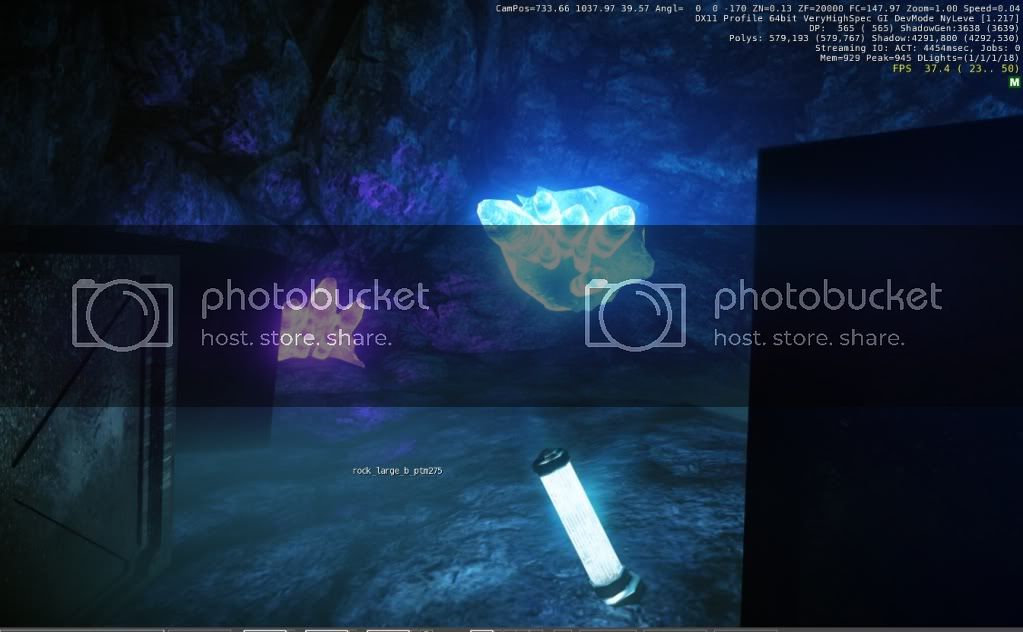 CamPos=733.66 1037.97 39.57 Angl=  0  0 -170 ZN=0.13 ZF=20000 FC=147.97 Zoom=1.00 Speed=0.04
DX11 Profile 64bit VeryHighSpec GI DevMode NyLeve [1.217]
DP:  565 ( 565) ShadowGen:3638 (3639)
Polys: 579,193 (579,767) Shadow:4291,800 (4292,530)
Streaming IO: ACT: 4454msec, Jobs: 0
Mem=929 Peak=945 DLights=(1/1/1/18)
FPS  37.4 ( 23.. 50)
M
photobucket photobucket
host. store. share. host. store. share.
rock_large_b_ptm275